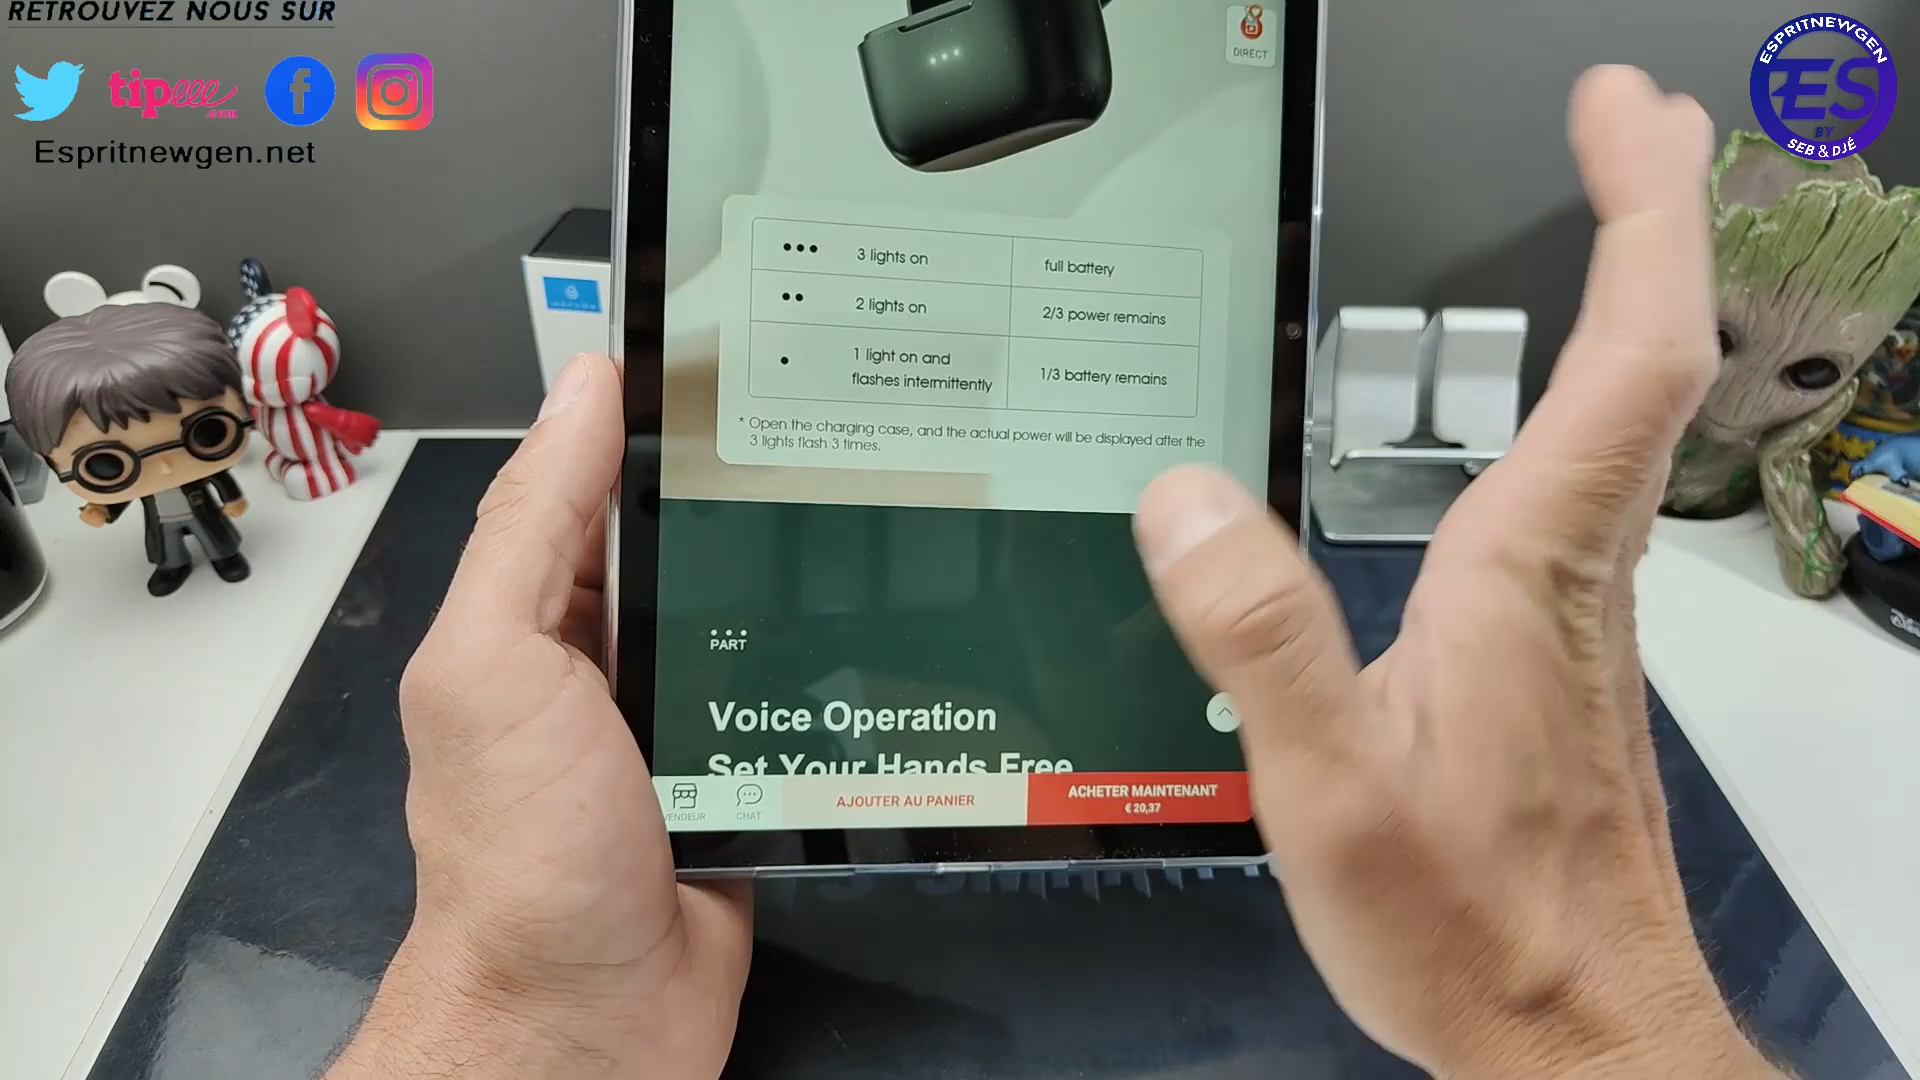 RETROUVEZ NOUS SUR
tipeee
.com
Espritnewgen.net
ESPRITNEWGEN
ES
BY
SEB & DJÉ
DIRECT
3 lights on
full battery
2 lights on
2/3 power remains
1 light on and
flashes intermittently
1/3 battery remains
* Open the charging case, and the actual power will be displayed after the
3 lights flash 3 times.
PART
Voice Operation
Set Your Hands Free
VENDEUR
CHAT
AJOUTER AU PANIER
ACHETER MAINTENANT
€ 20,37